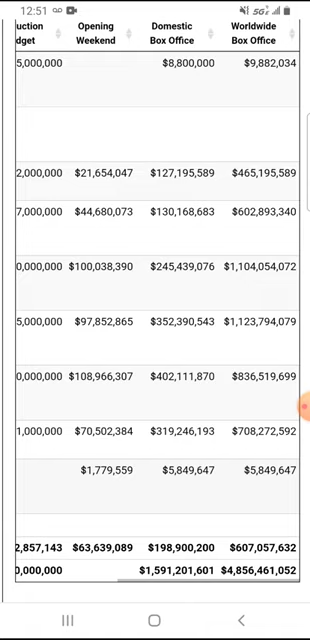 12:51 5G
uction Opening Domestic Worldwide
dget Weekend Box Office Box Office
5,000,000 $8,800,000 $9,882,034
2,000,000 $21,654,047 $127,195,589 $465,195,589
7,000,000 $44,680,073 $130,168,683 $602,893,340
0,000,000 $100,038,390 $245,439,076 $1,104,054,072
5,000,000 $97,852,865 $352,390,543 $1,123,794,079
0,000,000 $108,966,307 $402,111,870 $836,519,699
1,000,000 $70,502,384 $319,246,193 $708,272,592
$1,779,559 $5,849,647 $5,849,647
2,857,143 $63,639,089 $198,900,200 $607,057,632
0,000,000 $1,591,201,601 $4,856,461,052